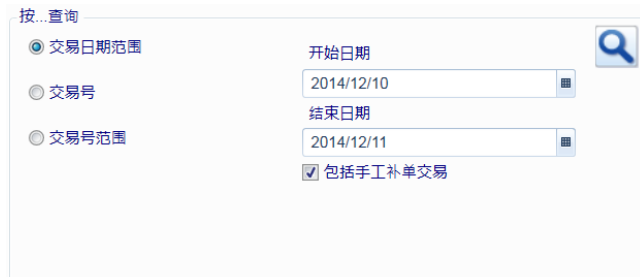 按...查询
交易日期范围
交易号
交易号范围
开始日期
2014/12/10
结束日期
2014/12/11
包括手工补单交易